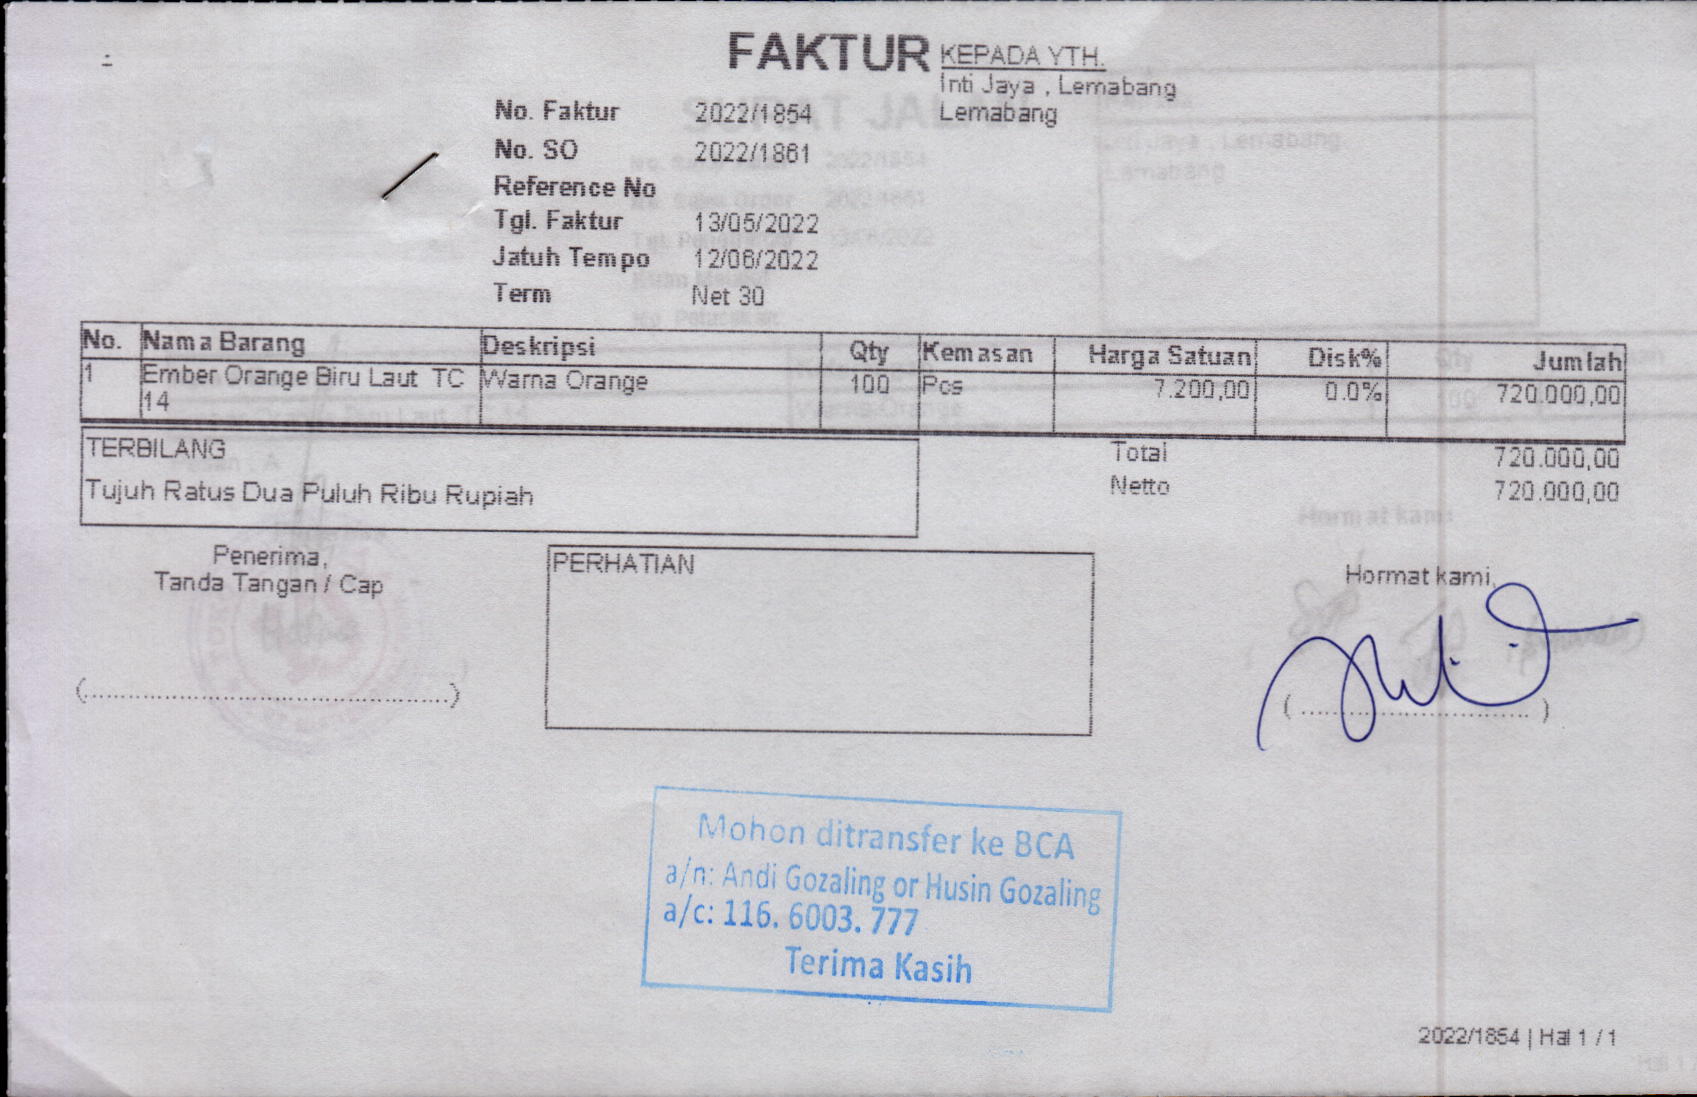 FAKTUR
KEPADA YTH.
Inti Jaya , Lemabang
Lemabang
No. Faktur 2022/1854
No. SO 2022/1861
Reference No
Tgl. Faktur 13/05/2022
Jatuh Tempo 12/06/2022
Term Net 30
No. Nama Barang Deskripsi Qty Kemasan Harga Satuan Disk% Jumlah
1 Ember Orange Biru Laut TC Warna Orange 100 Pcs 7.200,00 0.0% 720.000,00
14
TERBILANG
Tujuh Ratus Dua Puluh Ribu Rupiah
Total 720.000,00
Netto 720.000,00
Penerima,
Tanda Tangan / Cap
(..................................................)
PERHATIAN
Hormat kami,
( ................................ )
Mohon ditransfer ke BCA
a/n: Andi Gozaling or Husin Gozaling
a/c: 116. 6003. 777
Terima Kasih
2022/1854 | Hal 1 / 1